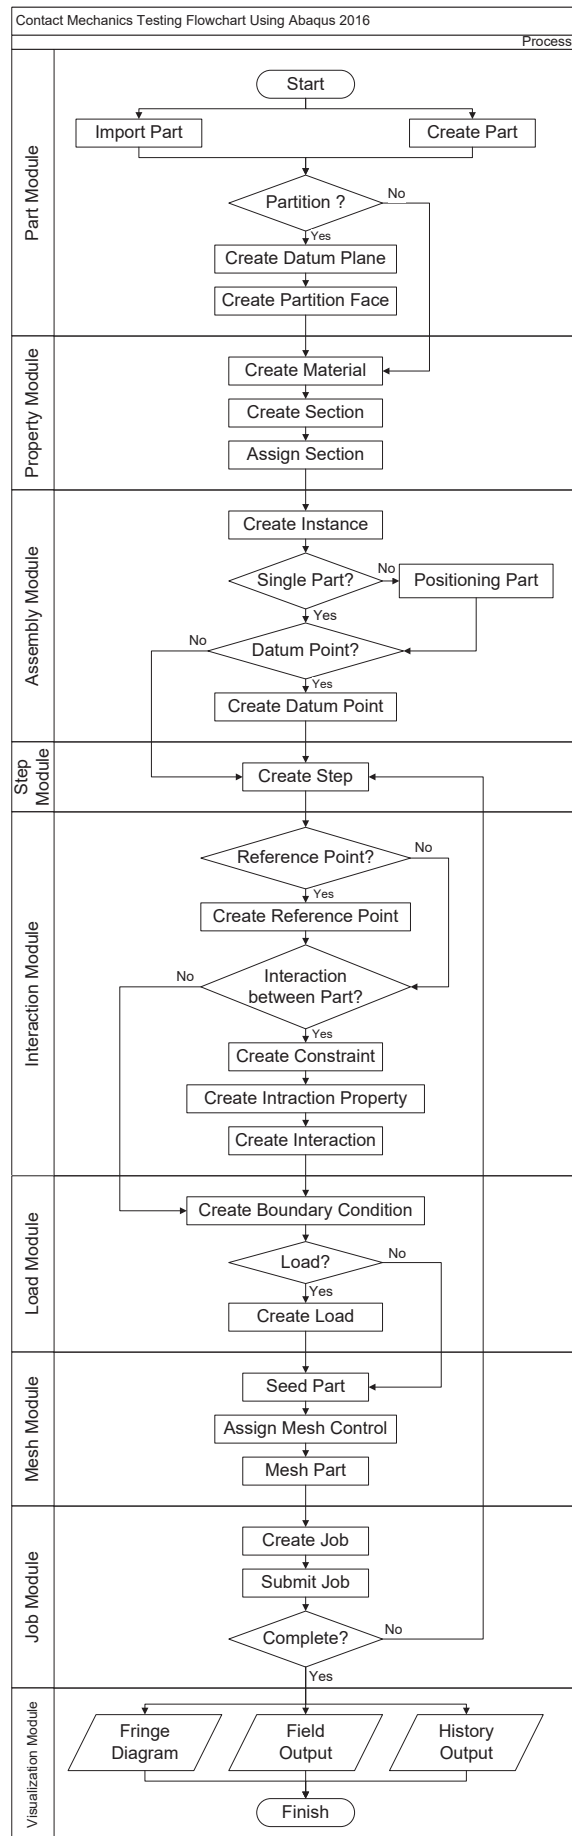 Contact Mechanics Testing Flowchart Using Abaqus 2016
Process
Part Module
Start
Import Part
Create Part
Partition ?
No
Yes
Create Datum Plane
Create Partition Face
Property Module
Create Material
Create Section
Assign Section
Assembly Module
Create Instance
Single Part?
No
Positioning Part
Yes
No
Datum Point?
Yes
Create Datum Point
Step
Module
Create Step
Interaction Module
Reference Point?
No
Yes
Create Reference Point
No
Interaction
between Part?
Yes
Create Constraint
Create Intraction Property
Create Interaction
Load Module
Create Boundary Condition
Load?
No
Yes
Create Load
Mesh Module
Seed Part
Assign Mesh Control
Mesh Part
Job Module
Create Job
Submit Job
Complete?
No
Yes
Visualization Module
Fringe
Diagram
Field
Output
History
Output
Finish